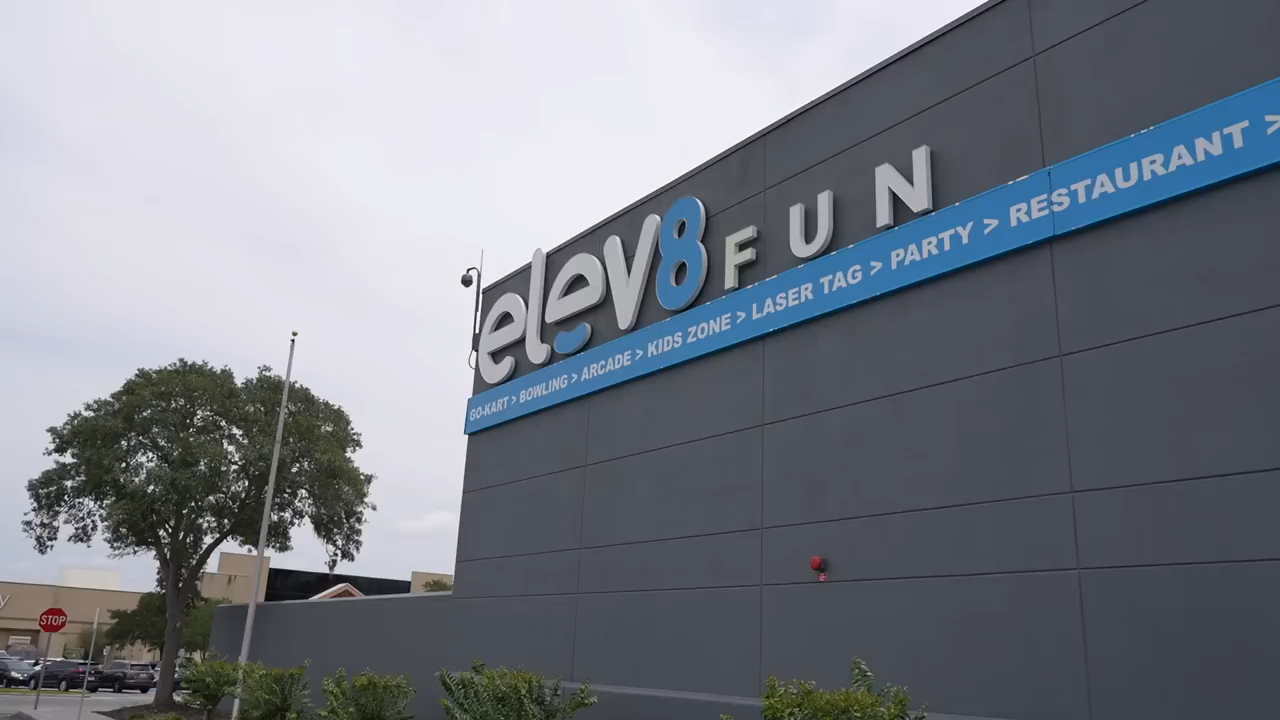 elev8 FUN
GO-KART > BOWLING > ARCADE > KIDS ZONE > LASER TAG > PARTY > RESTAURANT >
STOP